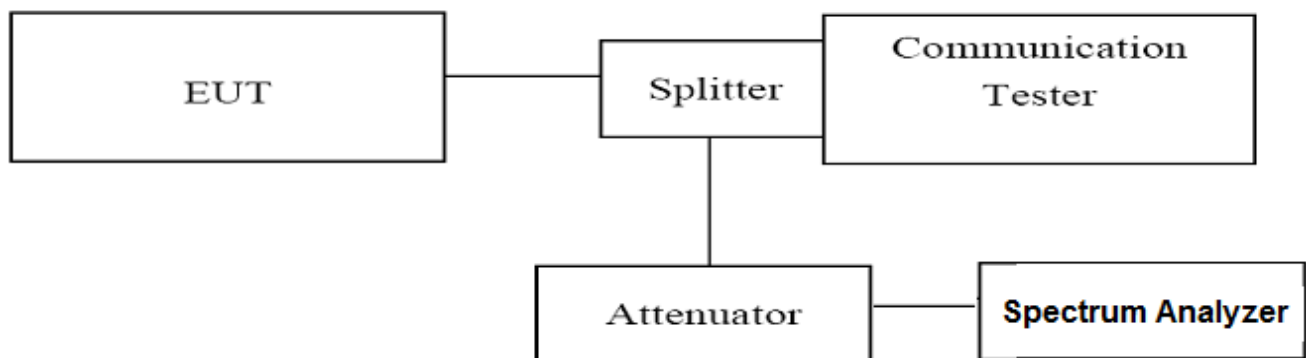 EUT
Splitter
Communication
Tester
Attenuator
Spectrum Analyzer